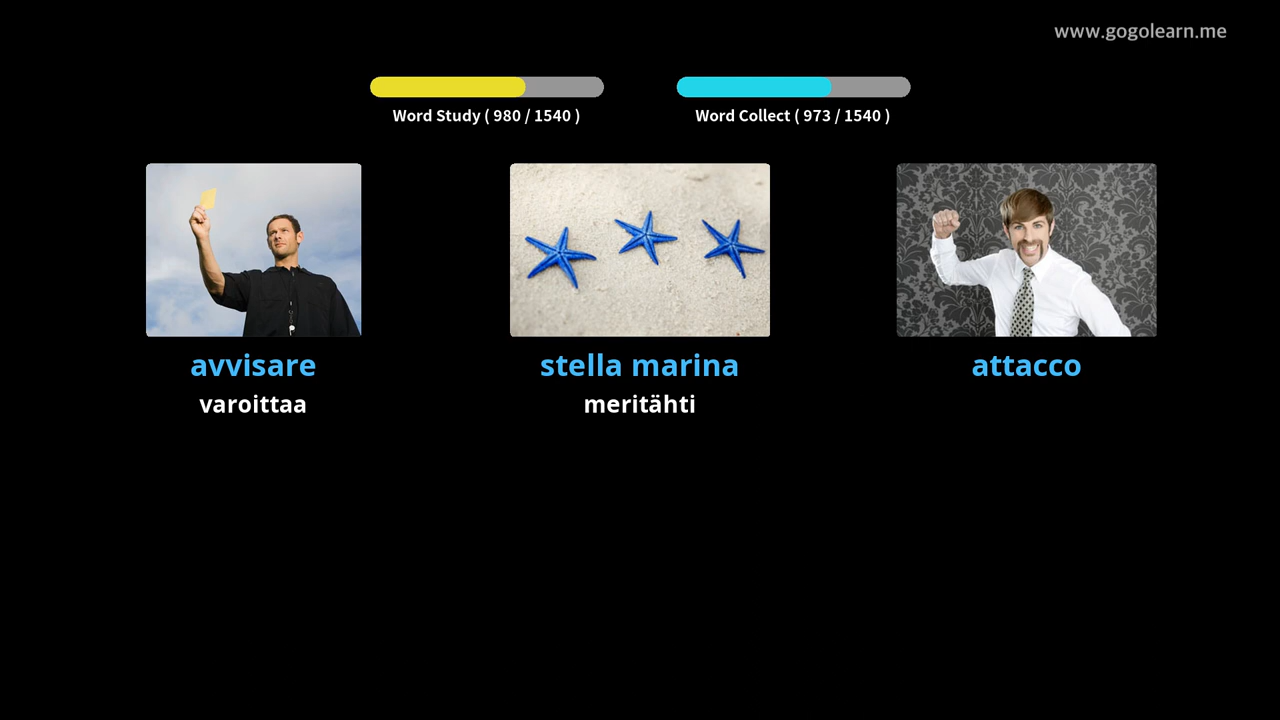 www.gogolearn.me
Word Study ( 980 / 1540 )
Word Collect ( 973 / 1540 )
avvisare
varoittaa
stella marina
meritähti
attacco